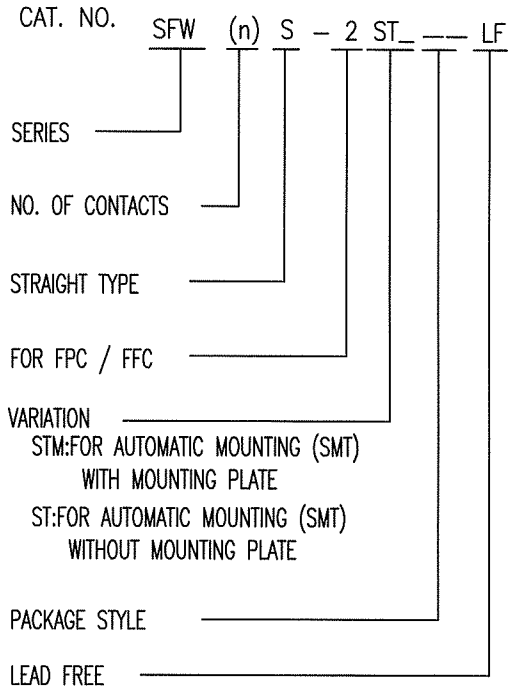 CAT. NO. SFW (n) S - 2 ST_ - - LF
SERIES
NO. OF CONTACTS
STRAIGHT TYPE
FOR FPC / FFC
VARIATION
STM:FOR AUTOMATIC MOUNTING (SMT)
WITH MOUNTING PLATE
ST:FOR AUTOMATIC MOUNTING (SMT)
WITHOUT MOUNTING PLATE
PACKAGE STYLE
LEAD FREE